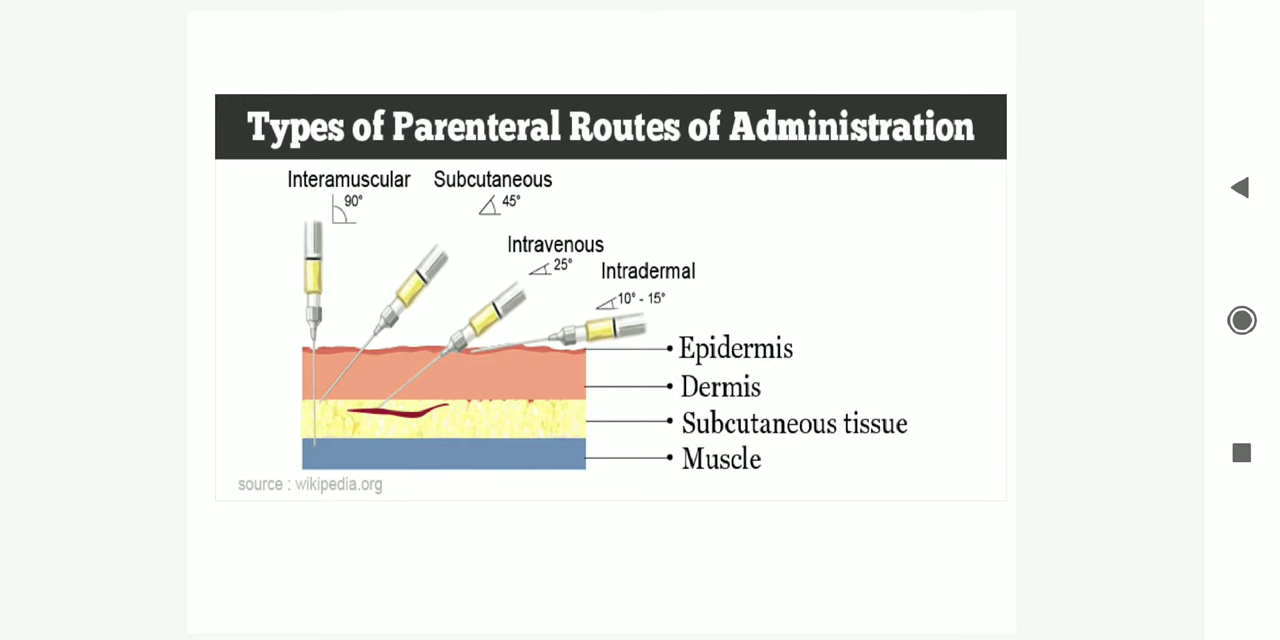 Types of Parenteral Routes of Administration
Interamuscular
90°
Subcutaneous
45°
Intravenous
25°
Intradermal
10° - 15°
Epidermis
Dermis
Subcutaneous tissue
Muscle
source : wikipedia.org